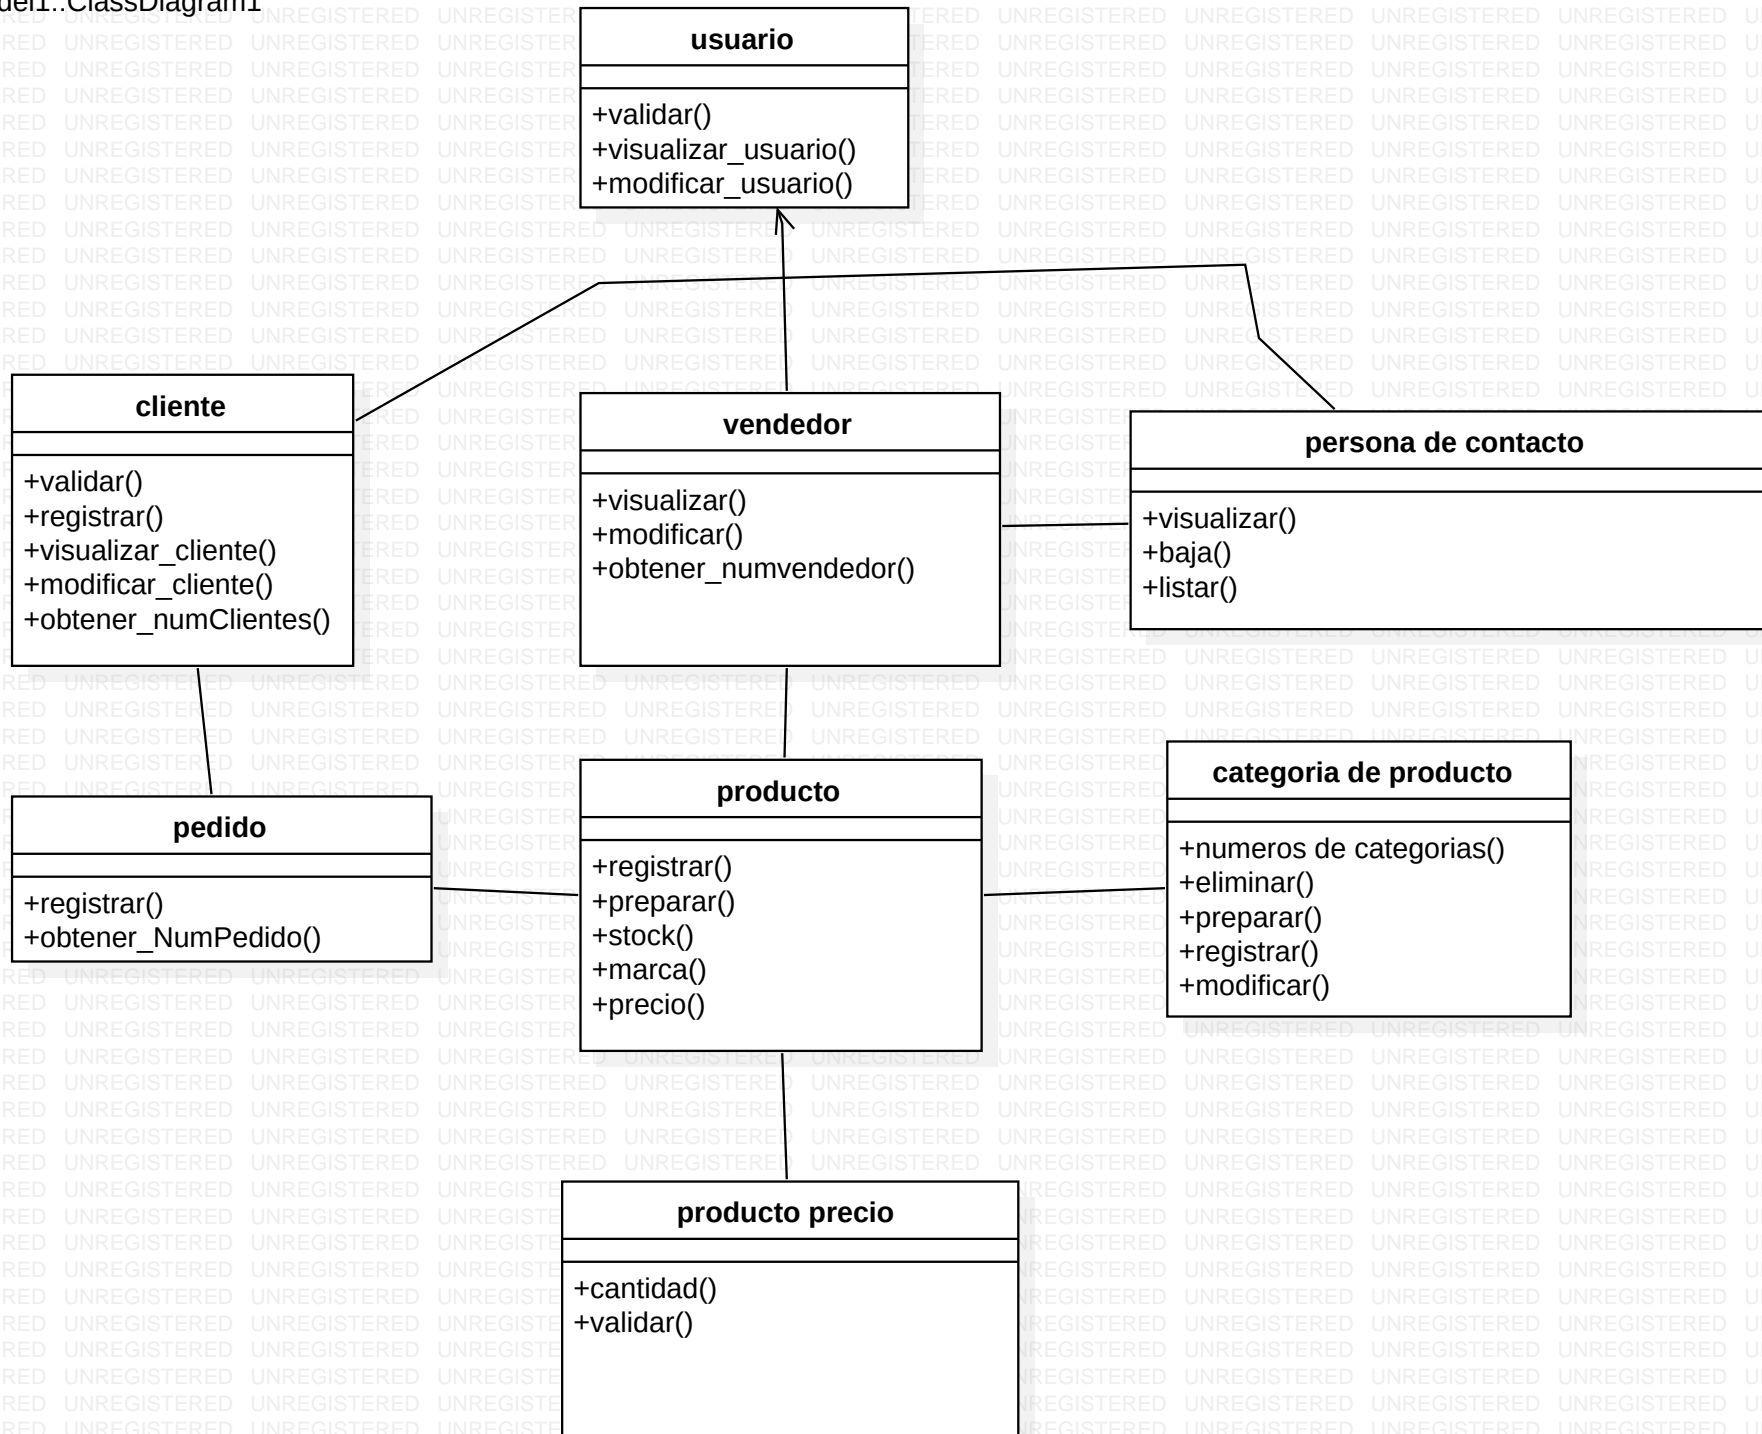 usuario
+validar()
+visualizar_usuario()
+modificar_usuario()
cliente
+validar()
+registrar()
+visualizar_cliente()
+modificar_cliente()
+obtener_numClientes()
vendedor
+visualizar()
+modificar()
+obtener_numvendedor()
persona de contacto
+visualizar()
+baja()
+listar()
pedido
+registrar()
+obtener_NumPedido()
producto
+registrar()
+preparar()
+stock()
+marca()
+precio()
categoria de producto
+numeros de categorias()
+eliminar()
+preparar()
+registrar()
+modificar()
producto precio
+cantidad()
+validar()
UNREGISTERED